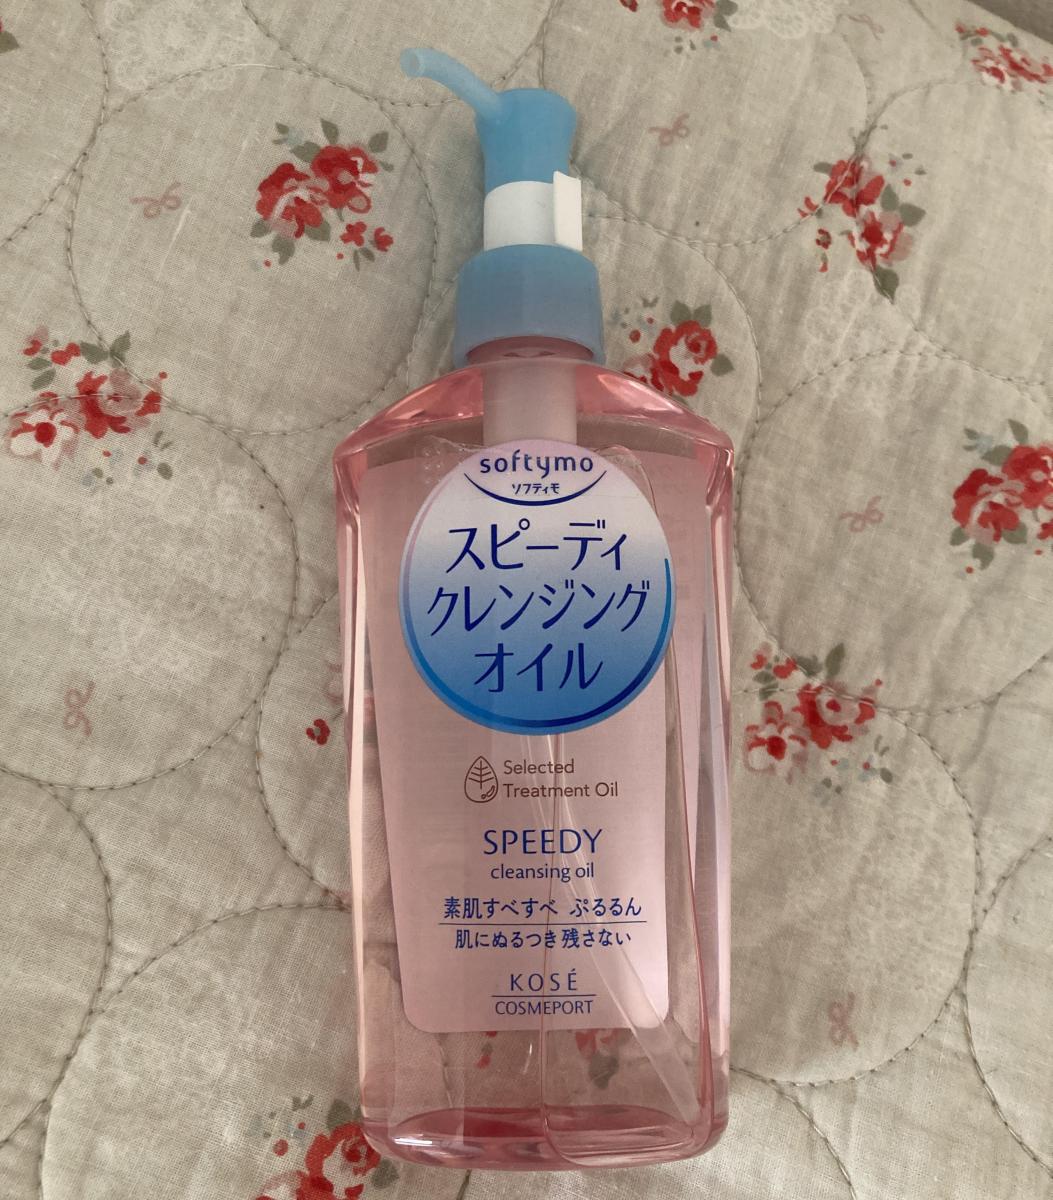 softymo
ソフティモ
スピーディ
クレンジング
オイル
Selected
Treatment Oil
SPEEDY
cleansing oil
素肌すべすべ ぷるるん
肌にぬるつき残さない
KOSÉ
COSMEPORT